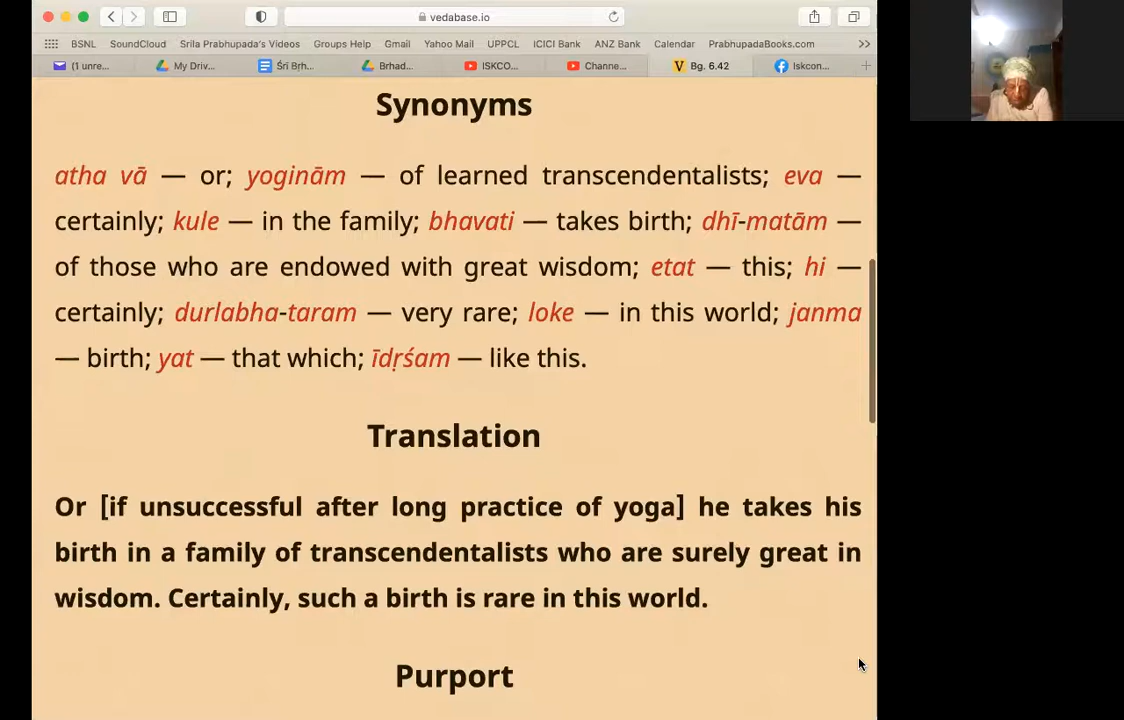 vedabase.io
BSNL SoundCloud Srila Prabhupada's Videos Groups Help Gmail Yahoo Mail UPPCL ICICI Bank ANZ Bank Calendar PrabhupadaBooks.com
(1 unre... My Driv... Śrī Bṛh... Brhad... ISKCO... Channe... Bg. 6.42 Iskcon...
Synonyms
atha vā — or; yoginām — of learned transcendentalists; eva —
certainly; kule — in the family; bhavati — takes birth; dhī-matām —
of those who are endowed with great wisdom; etat — this; hi —
certainly; durlabha-taram — very rare; loke — in this world; janma
— birth; yat — that which; īdṛśam — like this.
Translation
Or [if unsuccessful after long practice of yoga] he takes his
birth in a family of transcendentalists who are surely great in
wisdom. Certainly, such a birth is rare in this world.
Purport